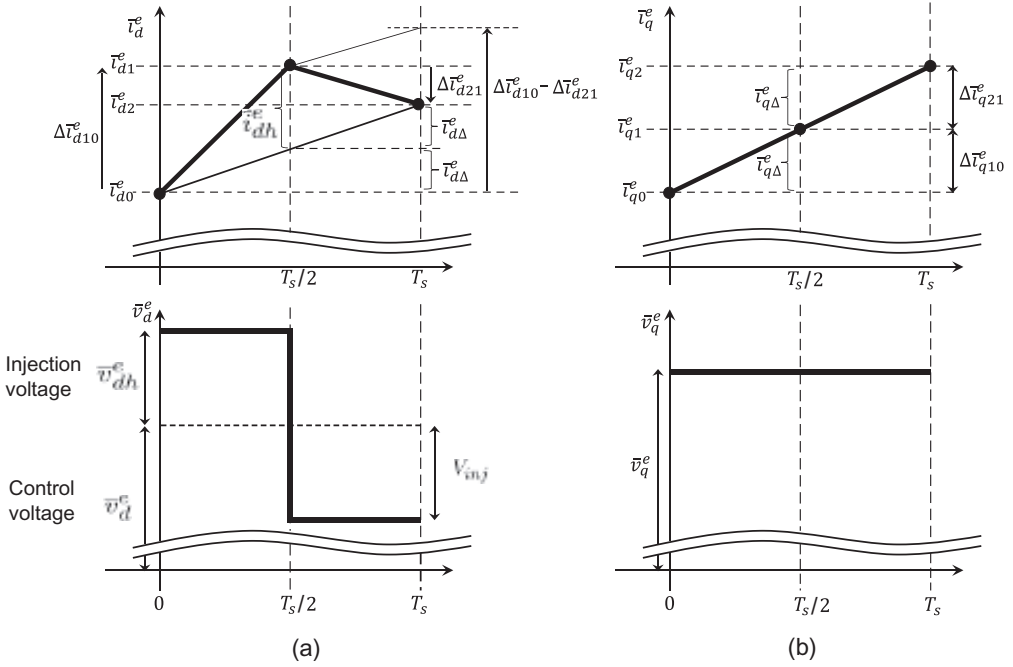 ī_d^e
ī_d1^e
ī_d2^e
Δī_d10^e
ī_d0^e
ī_dh^e
Δī_d21^e
ī_dΔ^e
ī_dΔ^e
Δī_d10^e − Δī_d21^e
T_s/2
T_s
ī_q^e
ī_q2^e
ī_q1^e
ī_q0^e
ī_qΔ^e
ī_qΔ^e
Δī_q21^e
Δī_q10^e
T_s/2
T_s
v̄_d^e
Injection
voltage
v̄_dh^e
Control
voltage
v̄_d^e
V_inj
0
T_s/2
T_s
(a)
v̄_q^e
v̄_q^e
0
T_s/2
T_s
(b)